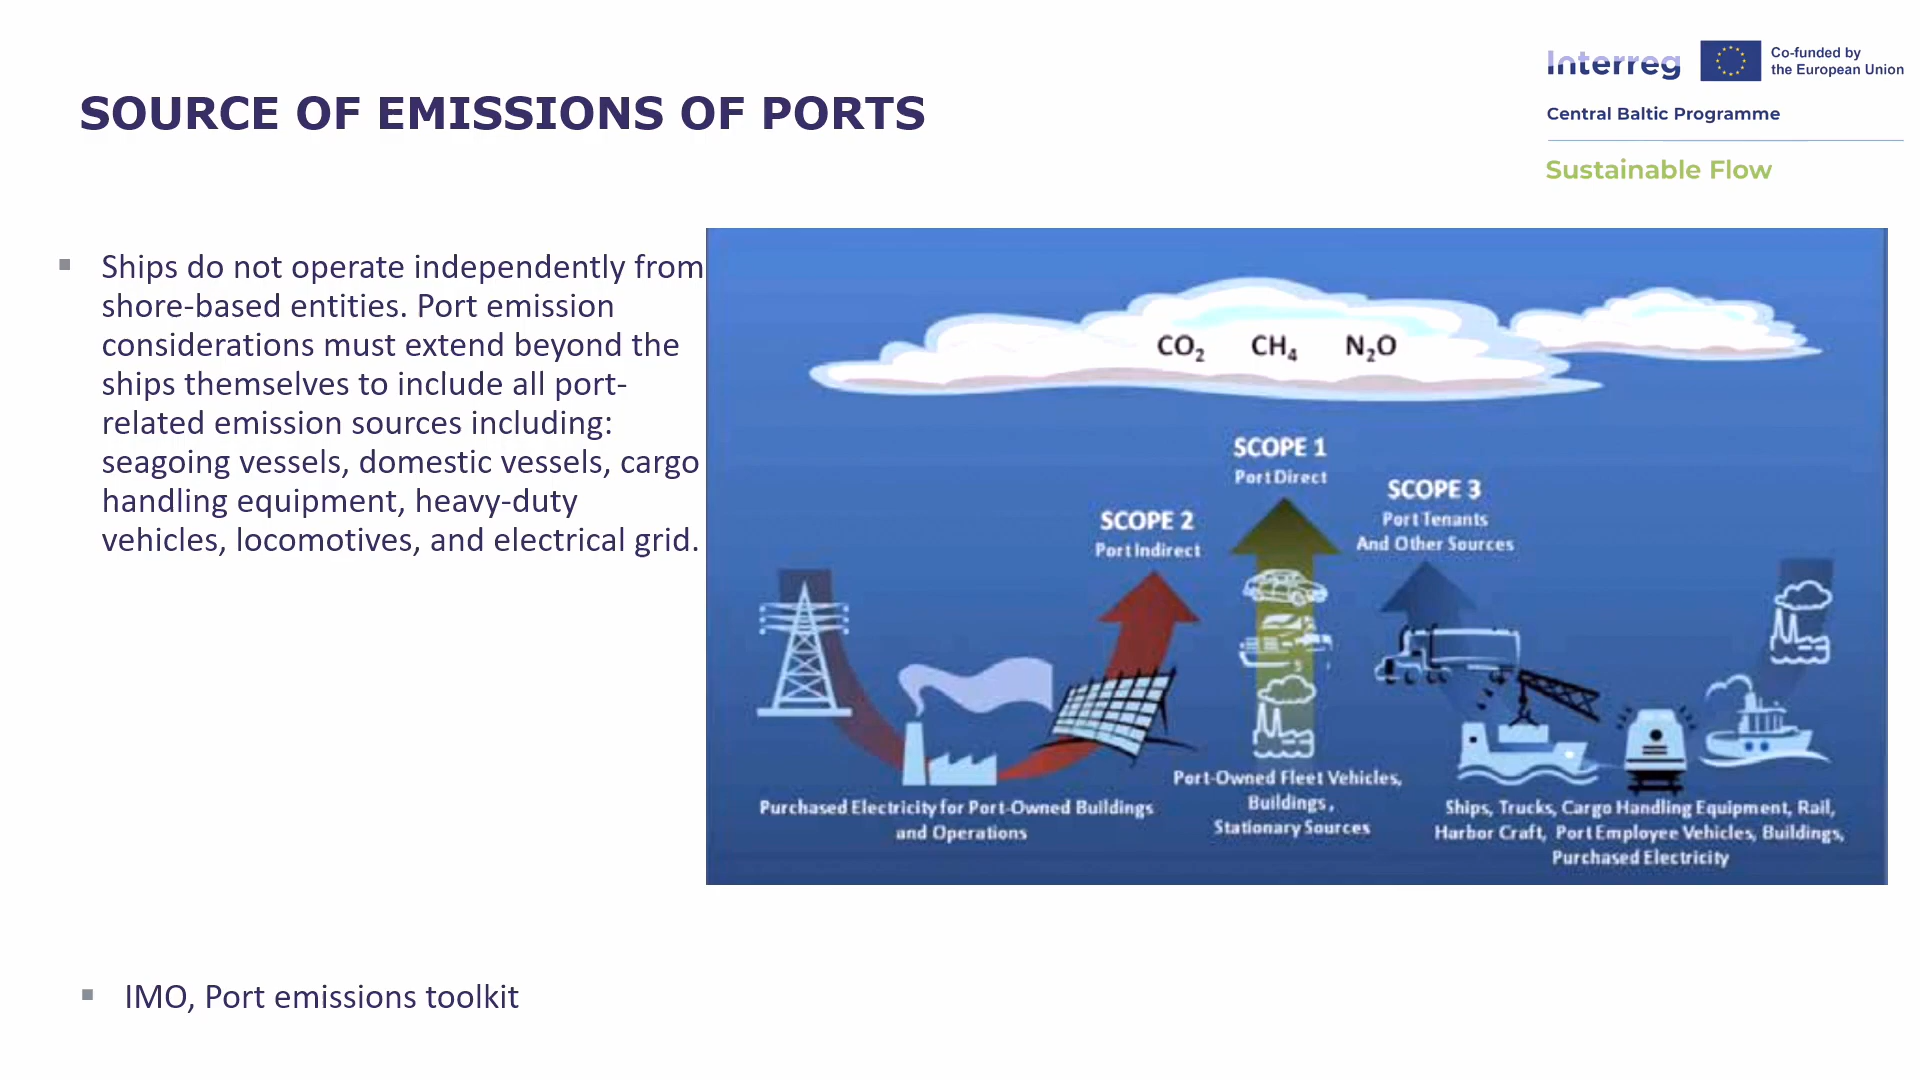 SOURCE OF EMISSIONS OF PORTS
Interreg
Co-funded by
the European Union
Central Baltic Programme
Sustainable Flow
▪ Ships do not operate independently from
shore-based entities. Port emission
considerations must extend beyond the
ships themselves to include all port-
related emission sources including:
seagoing vessels, domestic vessels, cargo
handling equipment, heavy-duty
vehicles, locomotives, and electrical grid.
CO₂ CH₄ N₂O
SCOPE 1
Port Direct
SCOPE 2
Port Indirect
SCOPE 3
Port Tenants
And Other Sources
Purchased Electricity for Port-Owned Buildings
and Operations
Port-Owned Fleet Vehicles,
Buildings,
Stationary Sources
Ships, Trucks, Cargo Handling Equipment, Rail,
Harbor Craft, Port Employee Vehicles, Buildings,
Purchased Electricity
▪ IMO, Port emissions toolkit